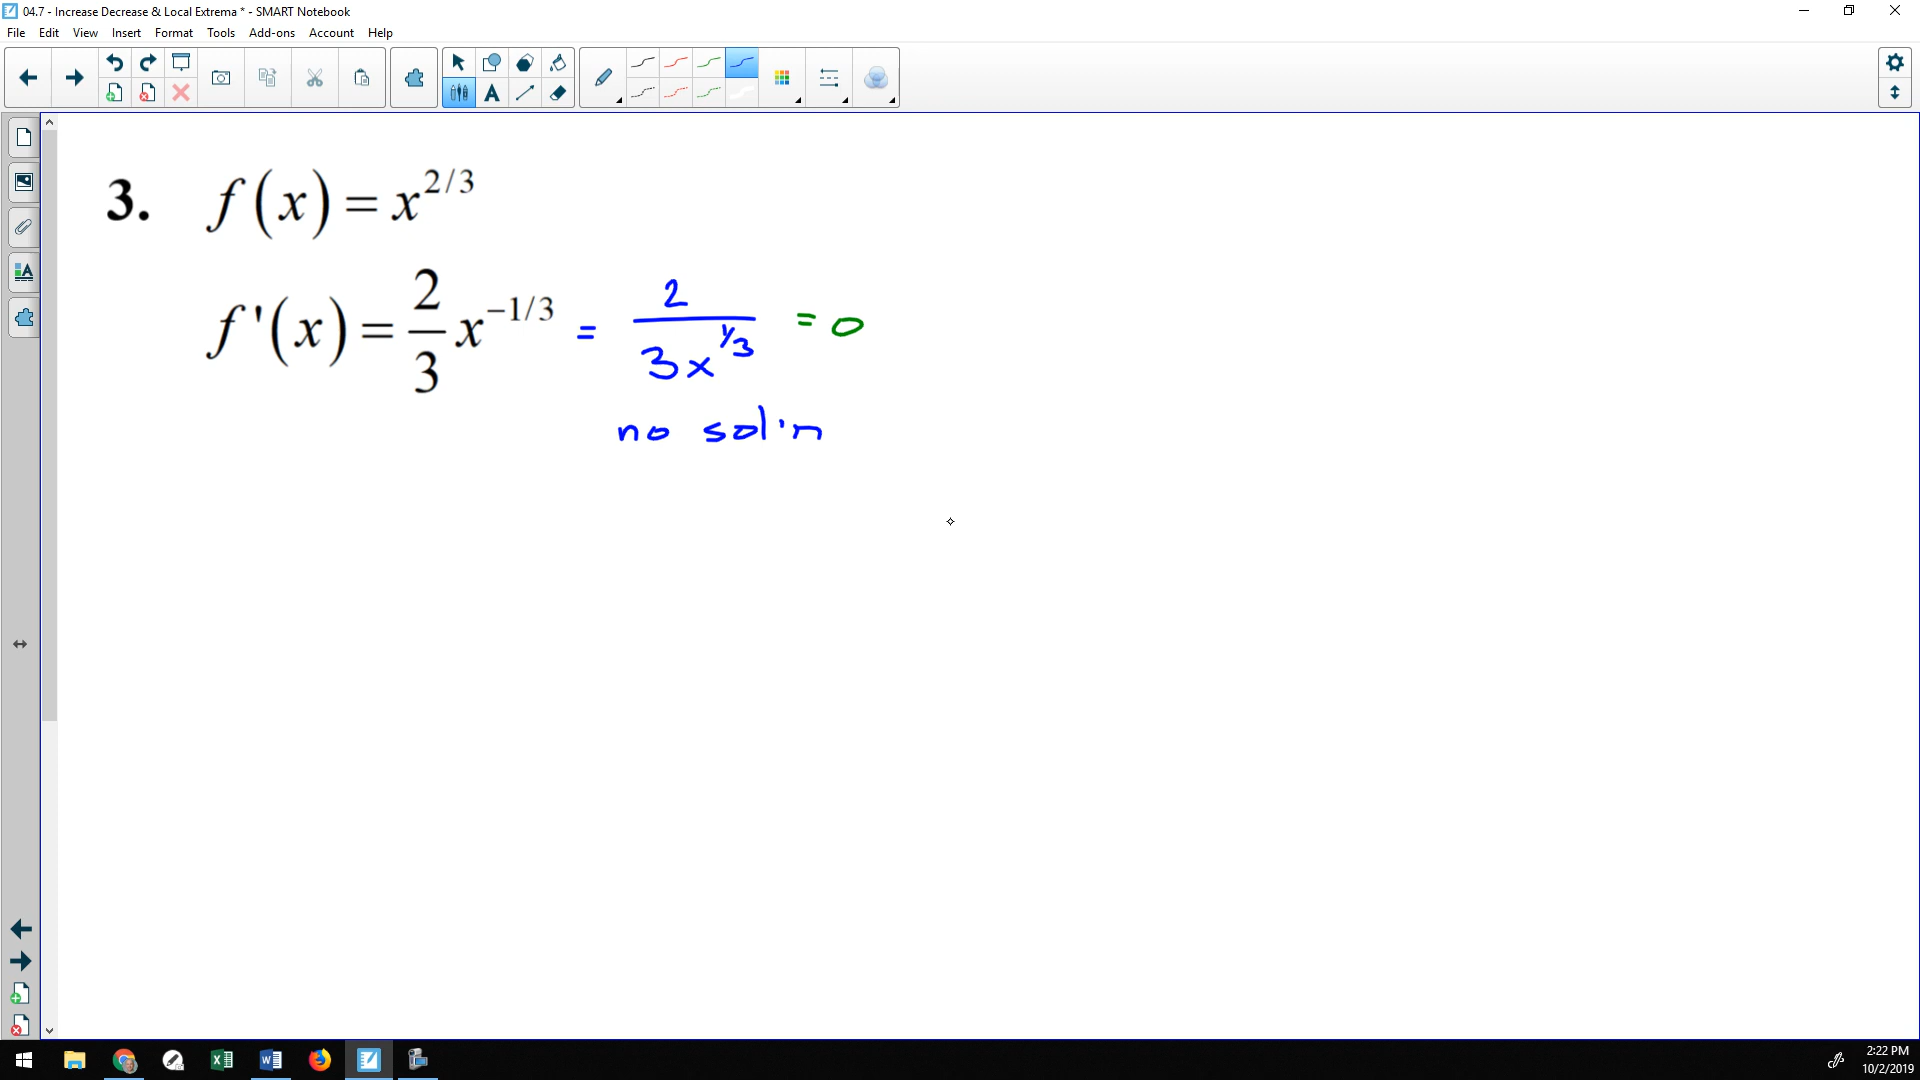 04.7 - Increase Decrease & Local Extrema * - SMART Notebook
File Edit View Insert Format Tools Add-ons Account Help
3. f(x) = x^{2/3}
f'(x) = \frac{2}{3} x^{-1/3} = \frac{2}{3x^{1/3}} = 0
no sol'n
2:22 PM
10/2/2019